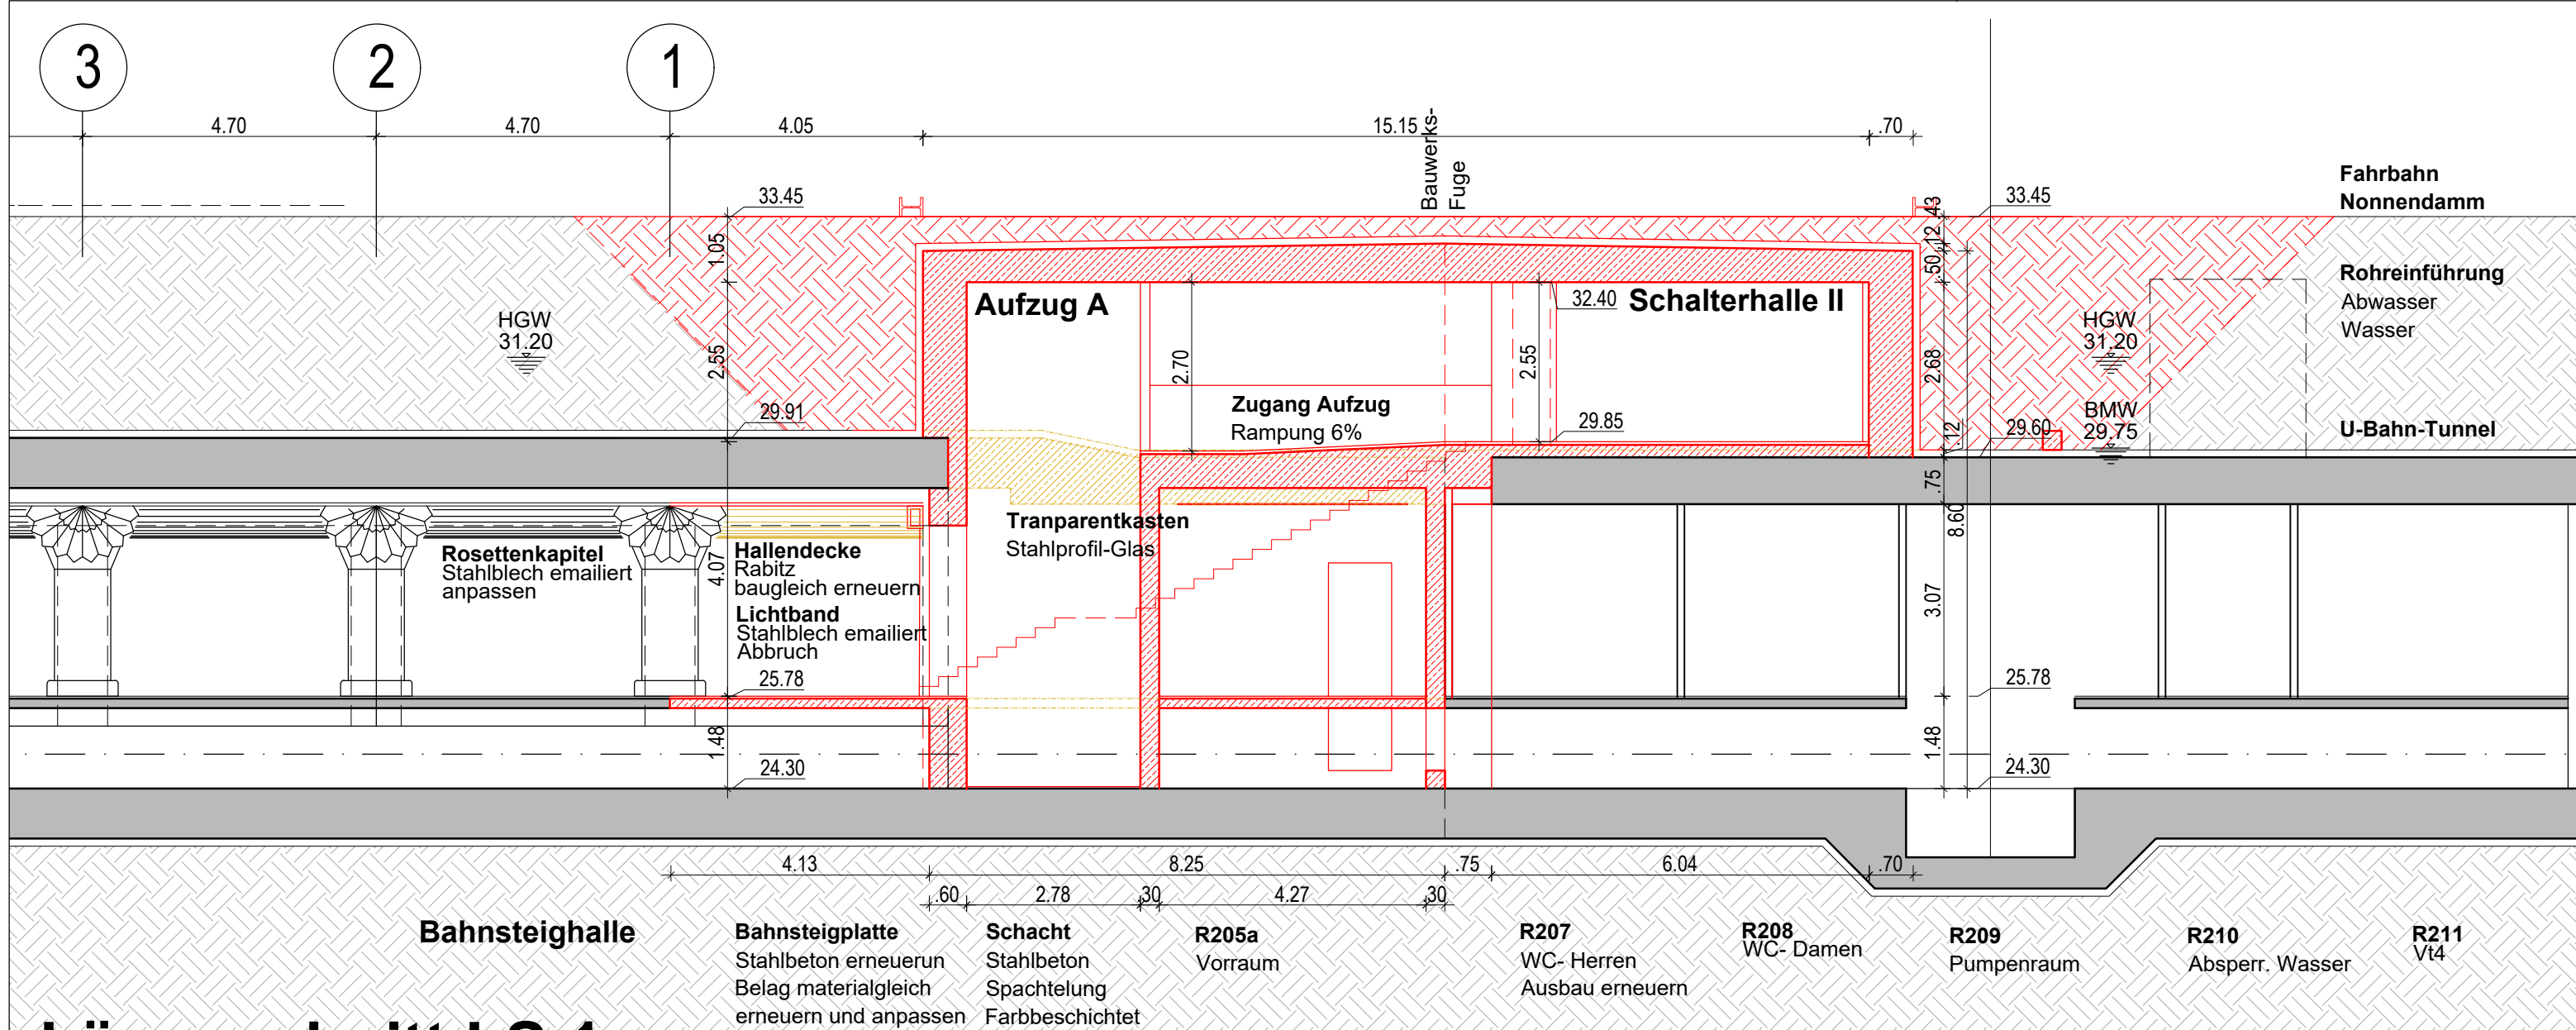 3
2
1
4.70
4.70
4.05
15.15
.70
Bauwerks-
Fuge
33.45
33.45
Fahrbahn
Nonnendamm
1.05
.43
.12
.50
Aufzug A
32.40
Schalterhalle II
Rohreinführung
Abwasser
Wasser
HGW
31.20
HGW
31.20
2.55
2.70
2.55
2.68
Zugang Aufzug
Rampung 6%
29.91
29.85
BMW
29.75
29.60
.12
U-Bahn-Tunnel
.75
8.60
Tranparentkasten
Stahlprofil-Glas
Rosettenkapitel
Stahlblech emailiert
anpassen
4.07
Hallendecke
Rabitz
baugleich erneuern
Lichtband
Stahlblech emailiert
Abbruch
3.07
25.78
25.78
1.48
1.48
24.30
24.30
4.13
8.25
.75
6.04
.70
.60
2.78
.30
4.27
.30
Bahnsteighalle
Bahnsteigplatte
Stahlbeton erneuerun
Belag materialgleich
erneuern und anpassen
Schacht
Stahlbeton
Spachtelung
Farbbeschichtet
R205a
Vorraum
R207
WC- Herren
Ausbau erneuern
R208
WC- Damen
R209
Pumpenraum
R210
Absperr. Wasser
R211
Vt4